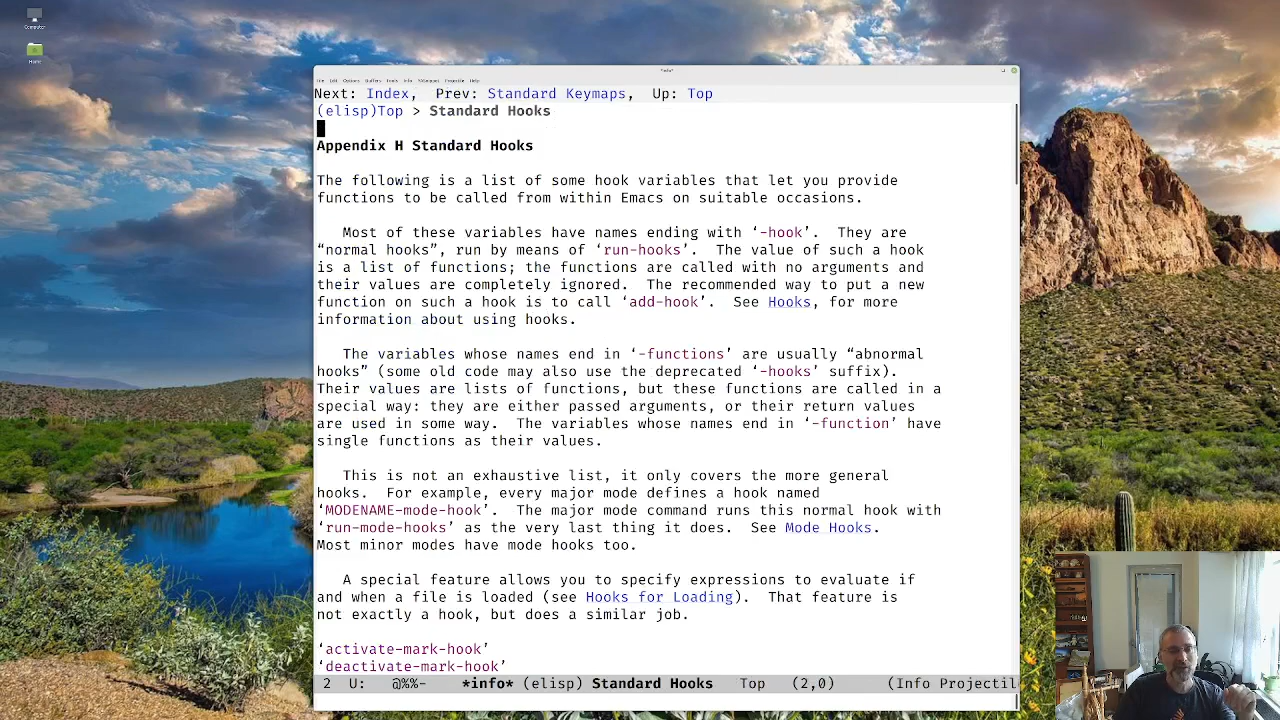 Computer
Home
*info*
File Edit Options Buffers Tools Info YASnippet Projectile Help
Next: Index,  Prev: Standard Keymaps,  Up: Top
(elisp)Top > Standard Hooks
Appendix H Standard Hooks
The following is a list of some hook variables that let you provide
functions to be called from within Emacs on suitable occasions.
Most of these variables have names ending with ‘-hook’.  They are
“normal hooks”, run by means of ‘run-hooks’.  The value of such a hook
is a list of functions; the functions are called with no arguments and
their values are completely ignored.  The recommended way to put a new
function on such a hook is to call ‘add-hook’.  See Hooks, for more
information about using hooks.
The variables whose names end in ‘-functions’ are usually “abnormal
hooks” (some old code may also use the deprecated ‘-hooks’ suffix).
Their values are lists of functions, but these functions are called in a
special way: they are either passed arguments, or their return values
are used in some way.  The variables whose names end in ‘-function’ have
single functions as their values.
This is not an exhaustive list, it only covers the more general
hooks.  For example, every major mode defines a hook named
‘MODENAME-mode-hook’.  The major mode command runs this normal hook with
‘run-mode-hooks’ as the very last thing it does.  See Mode Hooks.
Most minor modes have mode hooks too.
A special feature allows you to specify expressions to evaluate if
and when a file is loaded (see Hooks for Loading).  That feature is
not exactly a hook, but does a similar job.
‘activate-mark-hook’
‘deactivate-mark-hook’
2  U:  @%%-  *info* (elisp) Standard Hooks  Top  (2,0)  (Info Projectil